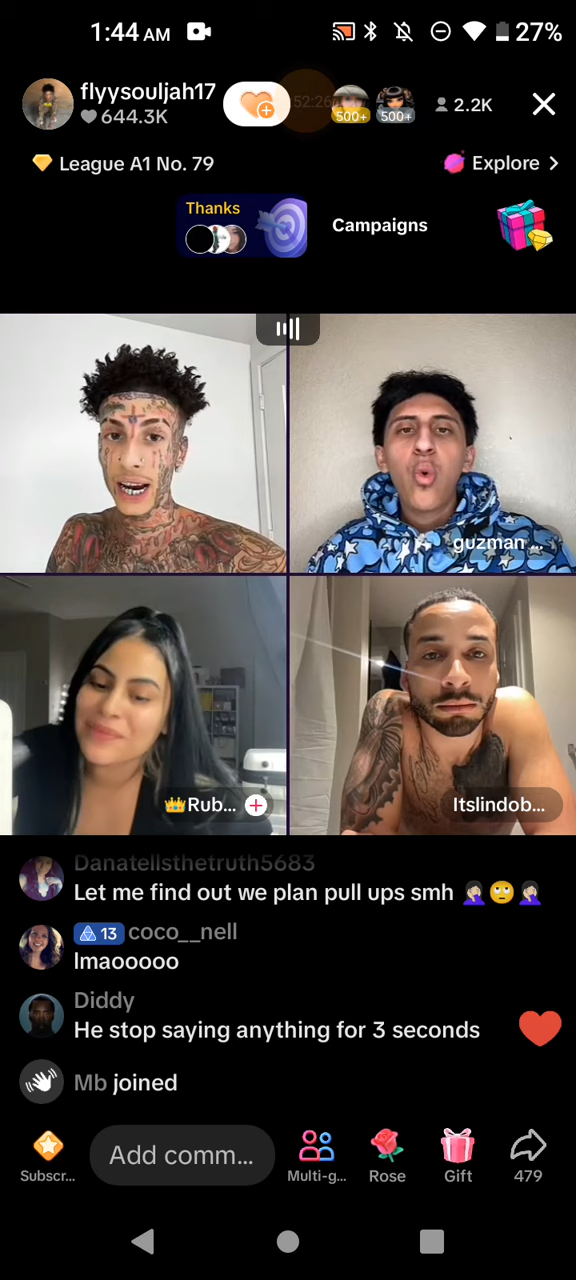 1:44 AM
27%
flyysouljah17
644.3K
52:26
500+
500+
2.2K
League A1 No. 79
Explore
Thanks
Campaigns
guzman ...
👑Rub...
Itslindob...
Danatellsthetruth5683
Let me find out we plan pull ups smh 🤦🏻‍♀️🙄🤦🏻‍♀️
13 coco__nell
lmaooooo
Diddy
He stop saying anything for 3 seconds
Mb joined
Subscr...
Add comm...
Multi-g...
Rose
Gift
479